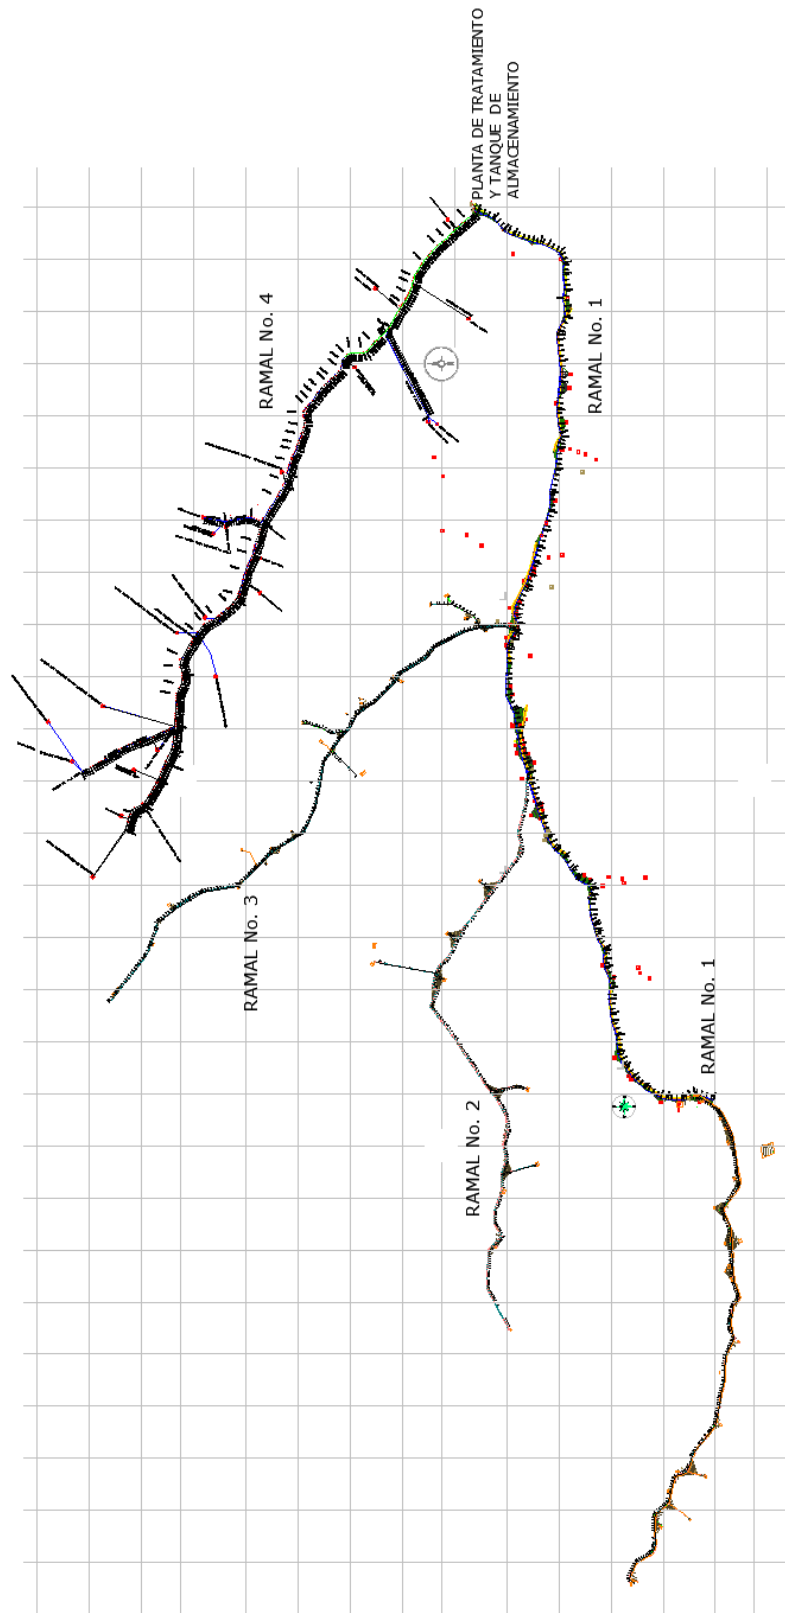 PLANTA DE TRATAMIENTO
Y TANQUE DE
ALMACENAMIENTO
RAMAL No. 4
RAMAL No. 1
RAMAL No. 3
RAMAL No. 1
RAMAL No. 2